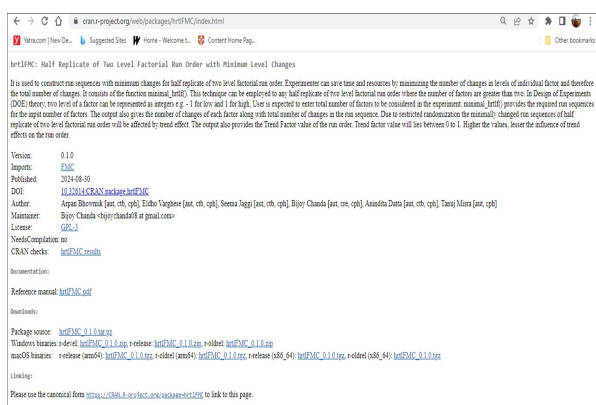 cran.r-project.org/web/packages/hrtlFMC/index.html
Yatra.com | New De... Suggested Sites Home - Welcome t... Content Home Pag... Other bookmarks
hrtlFMC: Half Replicate of Two Level Factorial Run Order with Minimum Level Changes
It is used to construct run sequences with minimum changes for half replicate of two level factorial run order. Experimenter can save time and resources by minimizing the number of changes in levels of individual factor and therefore
the total number of changes. It consists of the function minimal_hrtlf(). This technique can be employed to any half replicate of two level factorial run order where the number of factors are greater than two. In Design of Experiments
(DOE) theory, two level of a factor can be represented as integers e.g. - 1 for low and 1 for high. User is expected to enter total number of factors to be considered in the experiment. minimal_hrtlf() provides the required run sequences
for the input number of factors. The output also gives the number of changes of each factor along with total number of changes in the run sequence. Due to restricted randomization the minimally changed run sequences of half
replicate of two level factorial run order will be affected by trend effect. The output also provides the Trend Factor value of the run order. Trend factor value will lies between 0 to 1. Higher the values, lesser the influence of trend
effects on the run order.
Version: 0.1.0
Imports: FMC
Published: 2024-08-30
DOI: 10.32614/CRAN.package.hrtlFMC
Author: Arpan Bhowmik [aut, ctb, cph], Eldho Varghese [aut, ctb, cph], Seema Jaggi [aut, ctb, cph], Bijoy Chanda [aut, cre, cph], Anindita Datta [aut, ctb, cph], Tanuj Misra [aut, cph]
Maintainer: Bijoy Chanda <bijoychanda08 at gmail.com>
License: GPL-3
NeedsCompilation: no
CRAN checks: hrtlFMC results
Documentation:
Reference manual: hrtlFMC.pdf
Downloads:
Package source: hrtlFMC_0.1.0.tar.gz
Windows binaries: r-devel: hrtlFMC_0.1.0.zip, r-release: hrtlFMC_0.1.0.zip, r-oldrel: hrtlFMC_0.1.0.zip
macOS binaries: r-release (arm64): hrtlFMC_0.1.0.tgz, r-oldrel (arm64): hrtlFMC_0.1.0.tgz, r-release (x86_64): hrtlFMC_0.1.0.tgz, r-oldrel (x86_64): hrtlFMC_0.1.0.tgz
Linking:
Please use the canonical form https://CRAN.R-project.org/package=hrtlFMC to link to this page.